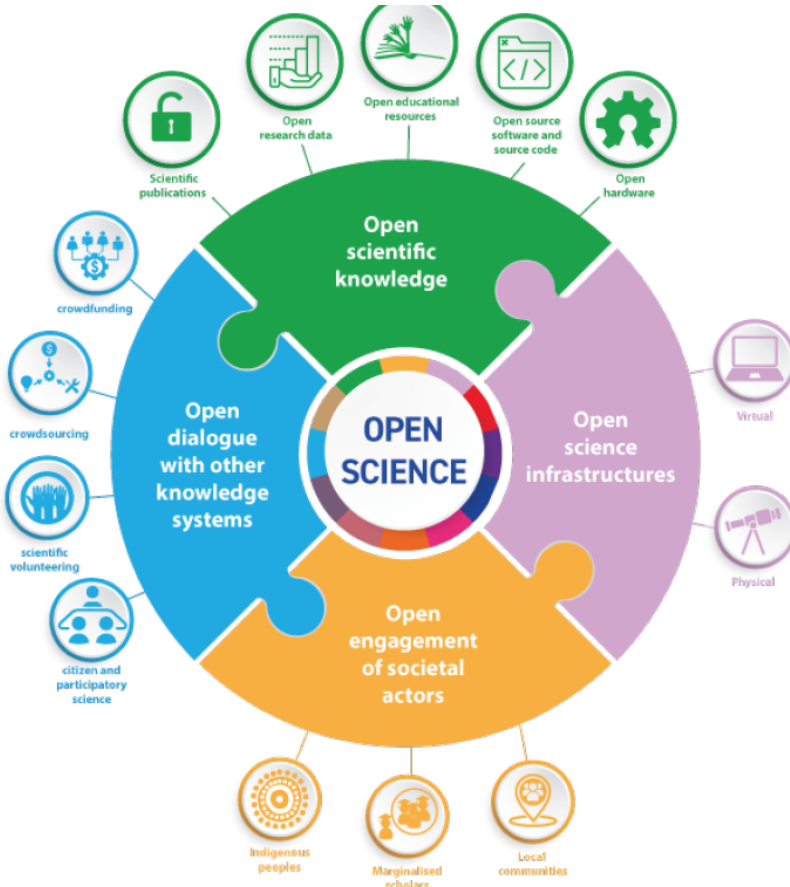 Scientific
publications
Open
research data
Open educational
resources
Open source
software and
source code
Open
hardware
Open
scientific
knowledge
crowdfunding
crowdsourcing
scientific
volunteering
citizen and
participatory
science
Open
dialogue
with other
knowledge
systems
OPEN
SCIENCE
Open
science
infrastructures
Virtual
Physical
Open
engagement
of societal
actors
Indigenous
peoples
Marginalised
scholars
Local
communities